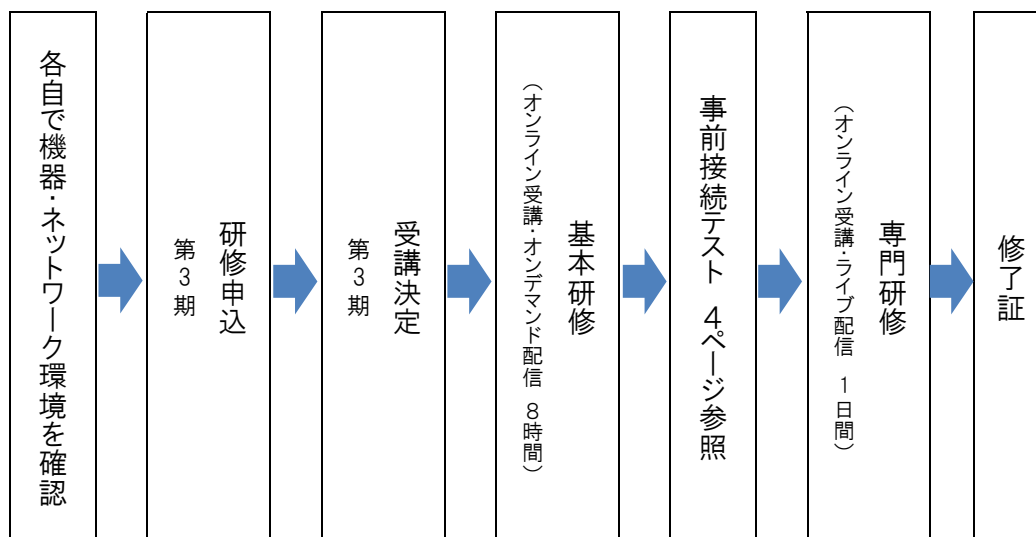 各自で機器・ネットワーク環境を確認
研修申込
第3期
受講決定
第3期
基本研修
（オンライン受講・オンデマンド配信 8時間）
事前接続テスト 4ページ参照
専門研修
（オンライン受講・ライブ配信 1日間）
修了証